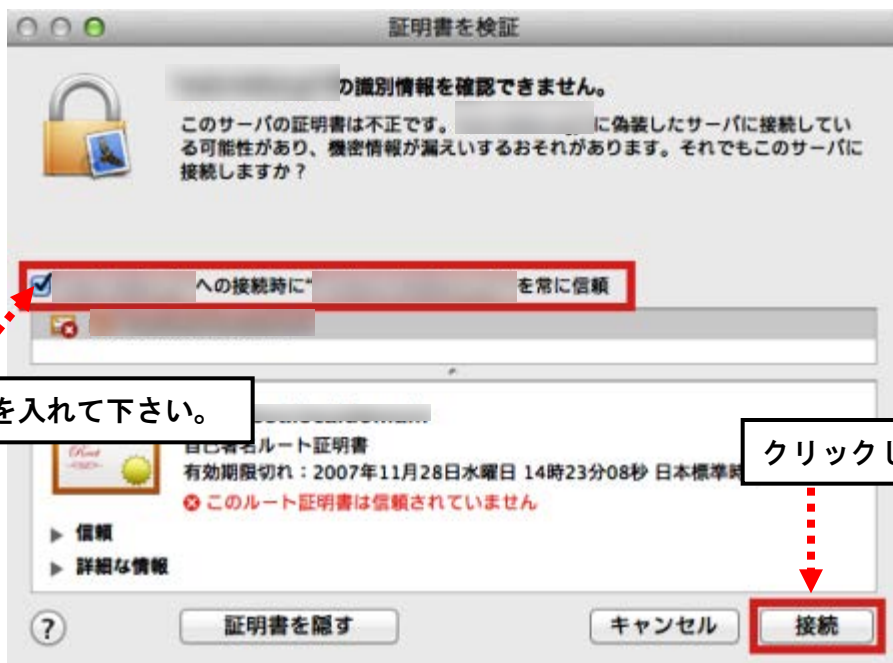 証明書を検証
の識別情報を確認できません。
このサーバの証明書は不正です。 に偽装したサーバに接続してい
る可能性があり、機密情報が漏えいするおそれがあります。それでもこのサーバに
接続しますか？
への接続時に“ を常に信頼
を入れて下さい。
自己署名ルート証明書
クリックし
有効期限切れ：2007年11月28日水曜日 14時23分08秒 日本標準時
このルート証明書は信頼されていません
▶ 信頼
▶ 詳細な情報
? 証明書を隠す キャンセル 接続